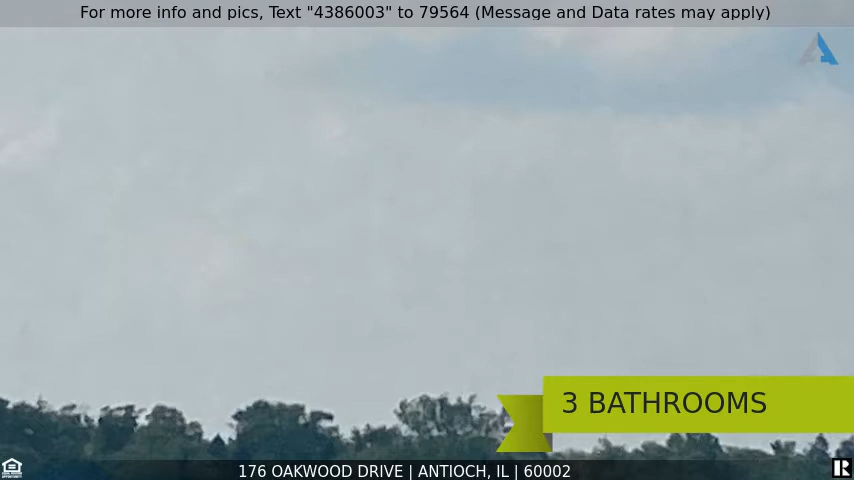 For more info and pics, Text "4386003" to 79564 (Message and Data rates may apply)
3 BATHROOMS
176 OAKWOOD DRIVE | ANTIOCH, IL | 60002